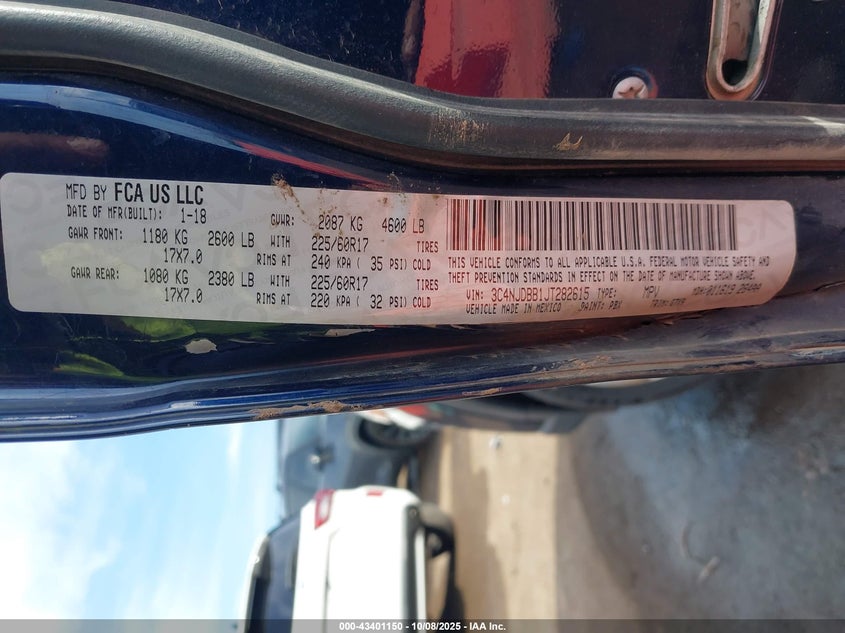 MFD BY FCA US LLC
DATE OF MFR(BUILT): 1-18 GVWR: 2087 KG 4600 LB
GAWR FRONT: 1180 KG 2600 LB WITH 225/60R17 TIRES
17X7.0 RIMS AT 240 KPA ( 35 PSI) COLD
GAWR REAR: 1080 KG 2380 LB WITH 225/60R17 TIRES
17X7.0 RIMS AT 220 KPA ( 32 PSI) COLD
THIS VEHICLE CONFORMS TO ALL APPLICABLE U.S.A. FEDERAL MOTOR VEHICLE SAFETY AND
THEFT PREVENTION STANDARDS IN EFFECT ON THE DATE OF MANUFACTURE SHOWN ABOVE.
VIN: 3C4NJDBB1JT282615 TYPE: MPV
VEHICLE MADE IN MEXICO PAINT: PBX TRIM:
000-43401150 • 10/08/2025 • IAA Inc.